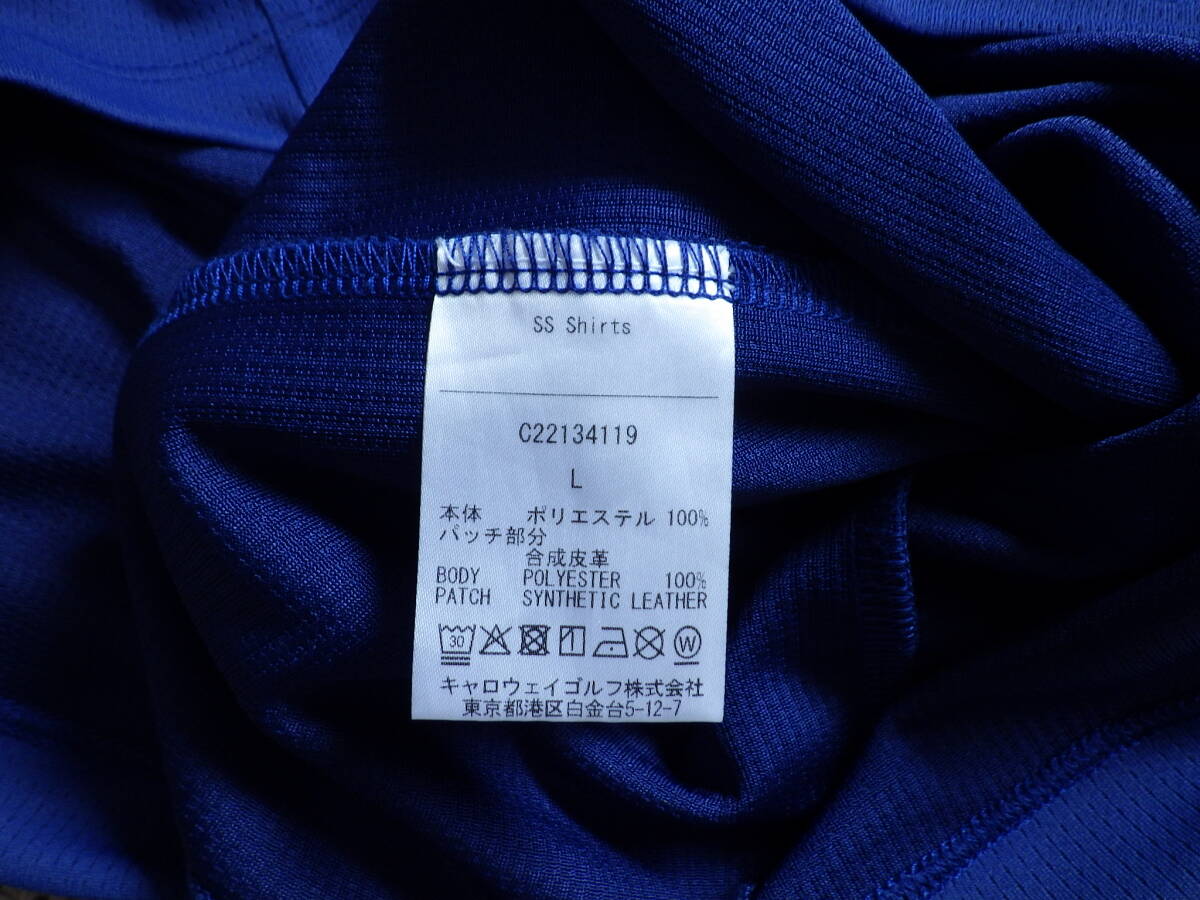 SS Shirts
C22134119
L
本体 ポリエステル 100%
パッチ部分
合成皮革
BODY POLYESTER 100%
PATCH SYNTHETIC LEATHER
30 W
キャロウェイゴルフ株式会社
東京都港区白金台5-12-7